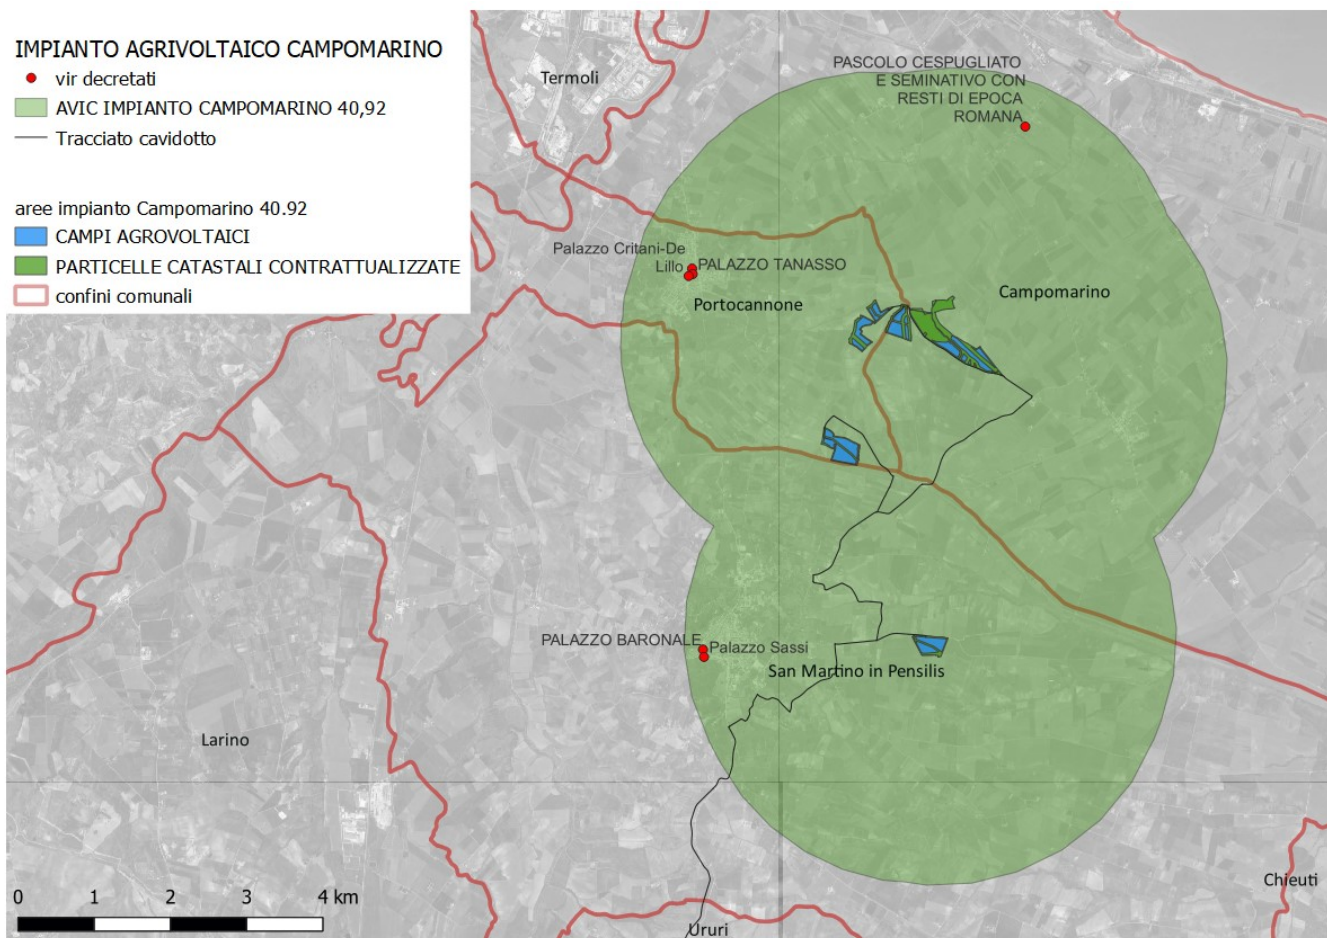 IMPIANTO AGRIVOLTAICO CAMPOMARINO
vir decretati
AVIC IMPIANTO CAMPOMARINO 40,92
Tracciato cavidotto
aree impianto Campomarino 40.92
CAMPI AGROVOLTAICI
PARTICELLE CATASTALI CONTRATTUALIZZATE
confini comunali
Termoli
PASCOLO CESPUGLIATO
E SEMINATIVO CON
RESTI DI EPOCA
ROMANA
Palazzo Critani-De
Lillo
PALAZZO TANASSO
Portocannone
Campomarino
PALAZZO BARONALE
Palazzo Sassi
San Martino in Pensilis
Larino
Chieuti
Ururi
0 1 2 3 4 km